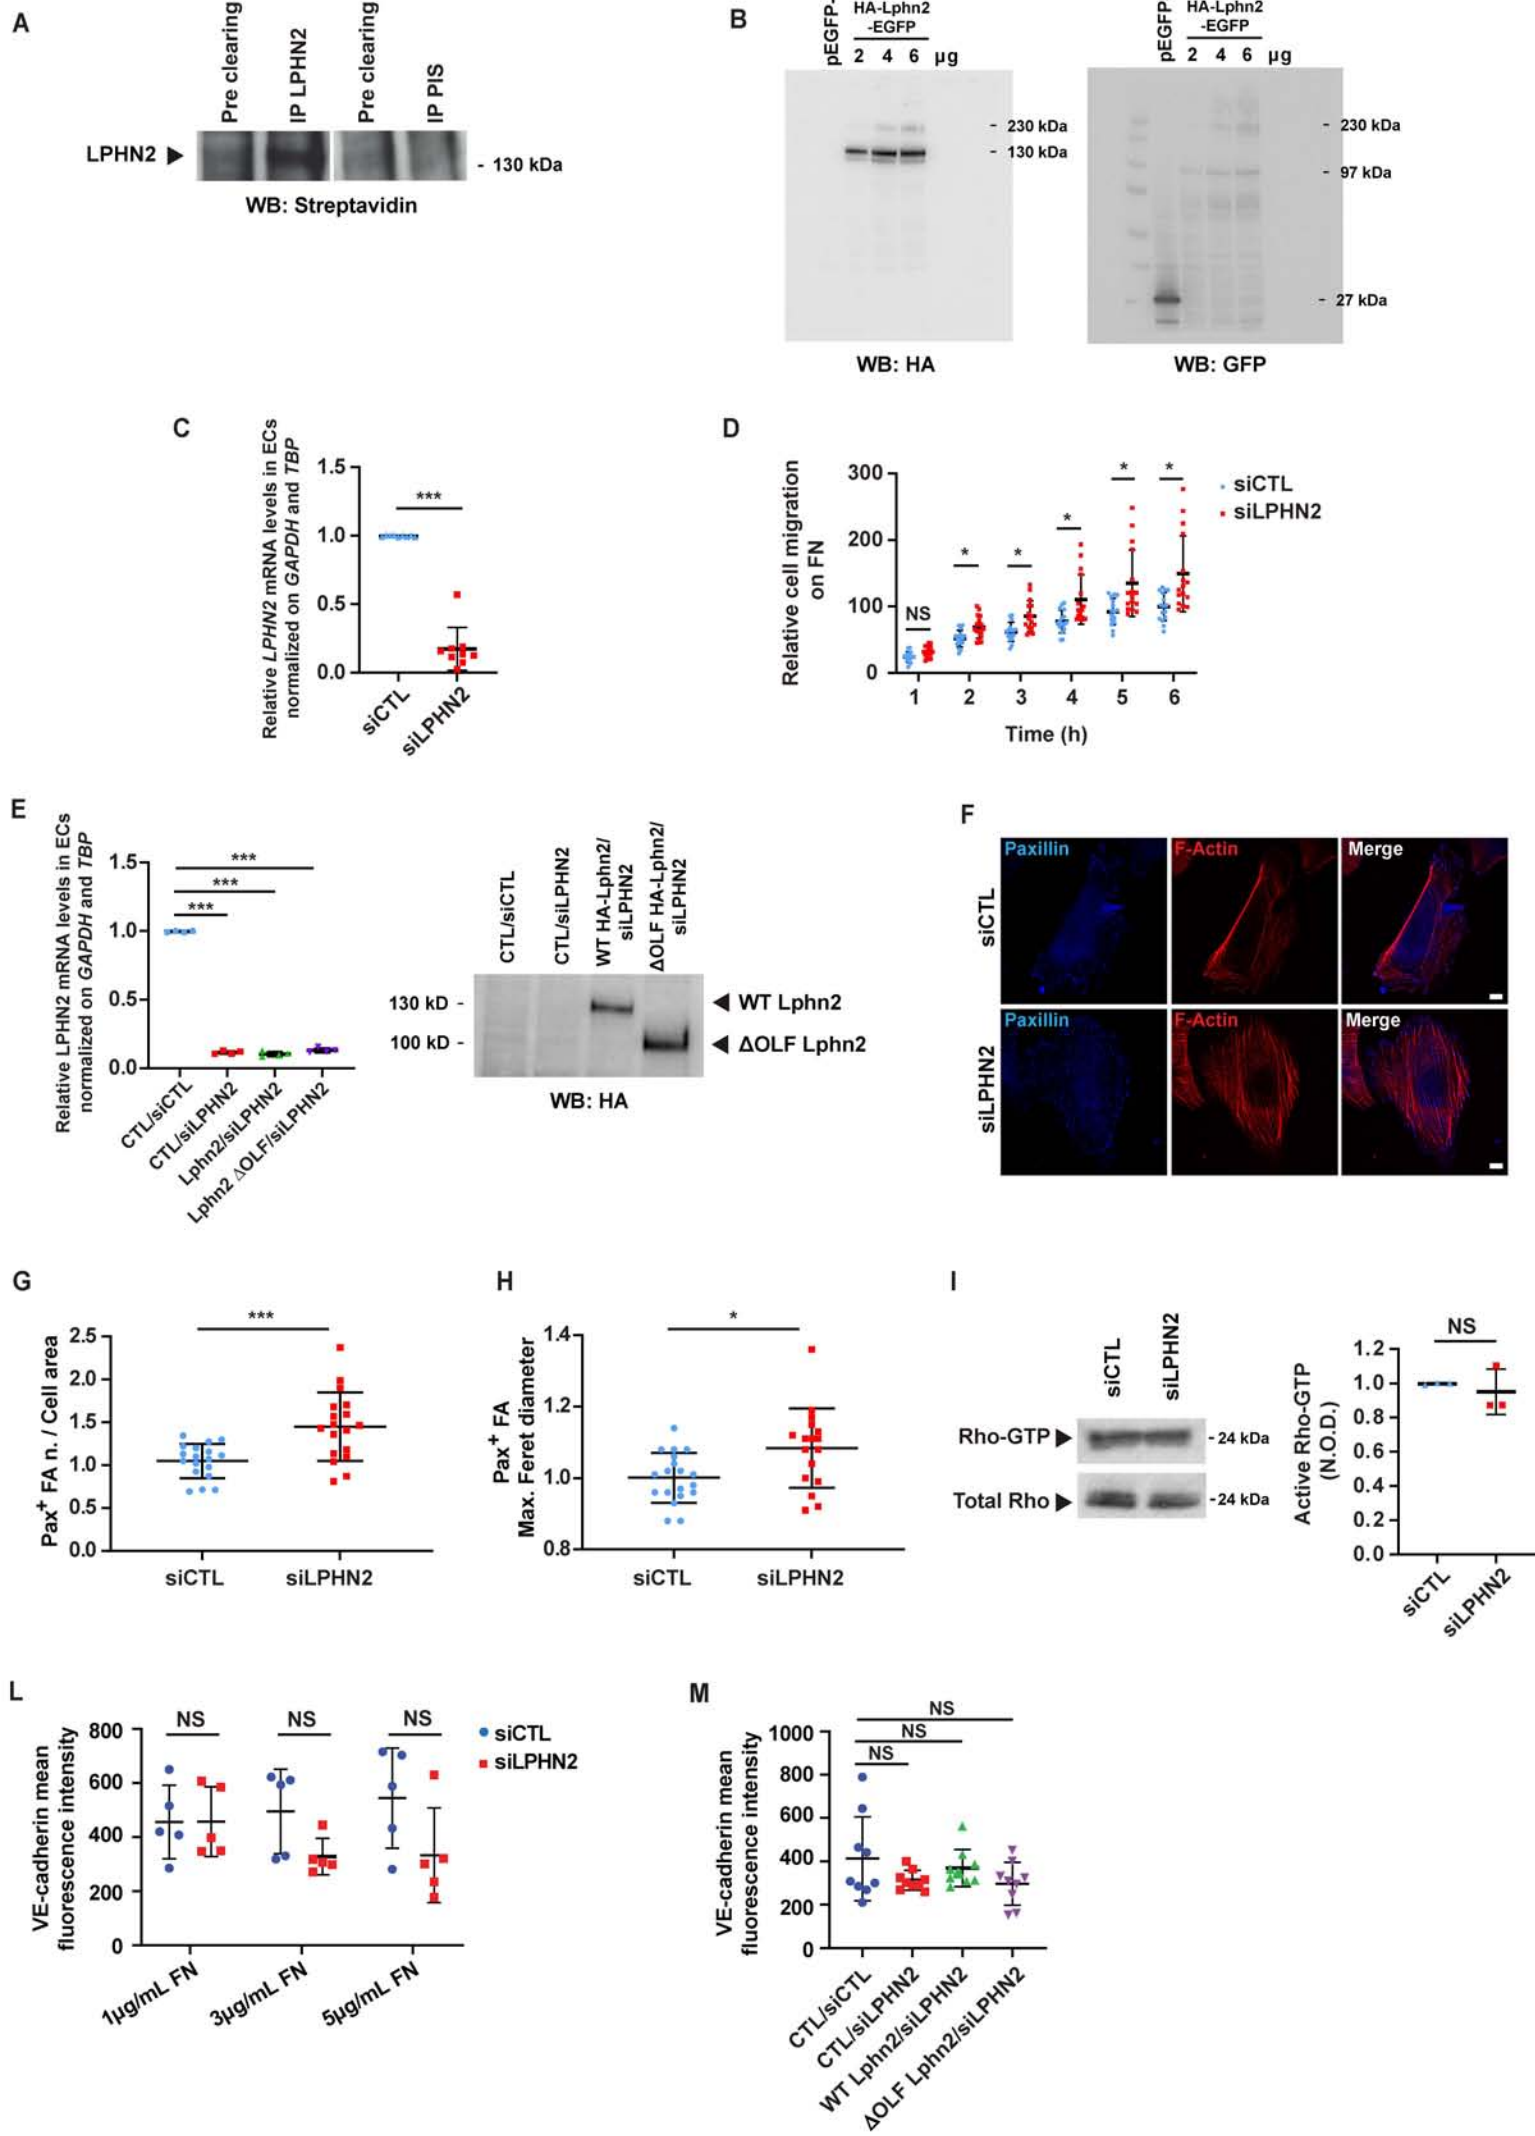 A
Pre clearing
IP LPHN2
Pre clearing
IP PIS
LPHN2
- 130 kDa
WB: Streptavidin
B
pEGFP-
HA-Lphn2
-EGFP
2 4 6 µg
- 230 kDa
- 130 kDa
WB: HA
pEGFP
HA-Lphn2
-EGFP
2 4 6 µg
- 230 kDa
- 97 kDa
- 27 kDa
WB: GFP
C
Relative LPHN2 mRNA levels in ECs
normalized on GAPDH and TBP
1.5
1.0
0.5
0.0
***
siCTL
siLPHN2
D
Relative cell migration
on FN
300
200
100
0
NS
*
*
*
*
*
1 2 3 4 5 6
Time (h)
siCTL
siLPHN2
E
Relative LPHN2 mRNA levels in ECs
normalized on GAPDH and TBP
1.5
1.0
0.5
0.0
***
***
***
CTL/siCTL
CTL/siLPHN2
Lphn2/siLPHN2
Lphn2 ΔOLF/siLPHN2
CTL/siCTL
CTL/siLPHN2
WT HA-Lphn2/
siLPHN2
ΔOLF HA-Lphn2/
siLPHN2
130 kD -
100 kD -
WT Lphn2
ΔOLF Lphn2
WB: HA
F
Paxillin
F-Actin
Merge
siCTL
Paxillin
F-Actin
Merge
siLPHN2
G
Pax+ FA n. / Cell area
2.5
2.0
1.5
1.0
0.5
0.0
***
siCTL
siLPHN2
H
Pax+ FA
Max. Feret diameter
1.4
1.2
1.0
0.8
*
siCTL
siLPHN2
I
siCTL
siLPHN2
Rho-GTP
- 24 kDa
Total Rho
- 24 kDa
Active Rho-GTP
(N.O.D.)
1.2
1.0
0.8
0.6
0.4
0.2
0.0
NS
siCTL
siLPHN2
L
VE-cadherin mean
fluorescence intensity
800
600
400
200
0
NS
NS
NS
1µg/mL FN
3µg/mL FN
5µg/mL FN
siCTL
siLPHN2
M
VE-cadherin mean
fluorescence intensity
1000
800
600
400
200
0
NS
NS
NS
CTL/siCTL
CTL/siLPHN2
WT Lphn2/siLPHN2
ΔOLF Lphn2/siLPHN2